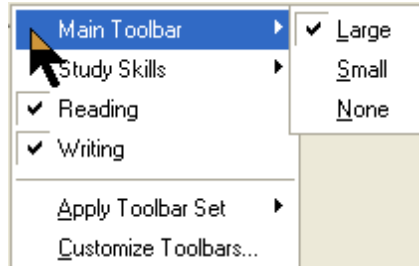 Main Toolbar
Study Skills
Reading
Writing
Apply Toolbar Set
Customize Toolbars...
Large
Small
None